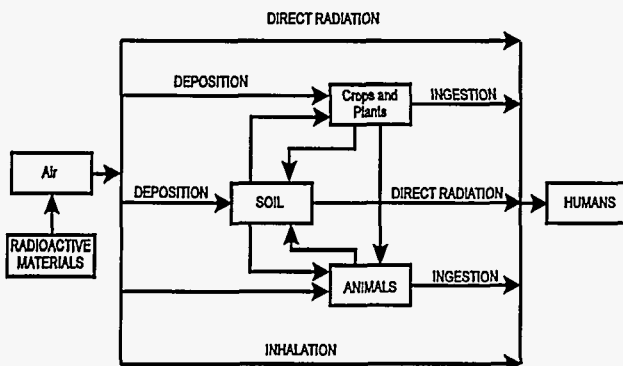 DIRECT RADIATION
DEPOSITION
Crops and
Plants
INGESTION
Air
DEPOSITION
SOIL
DIRECT RADIATION
HUMANS
RADIOACTIVE
MATERIALS
ANIMALS
INGESTION
INHALATION